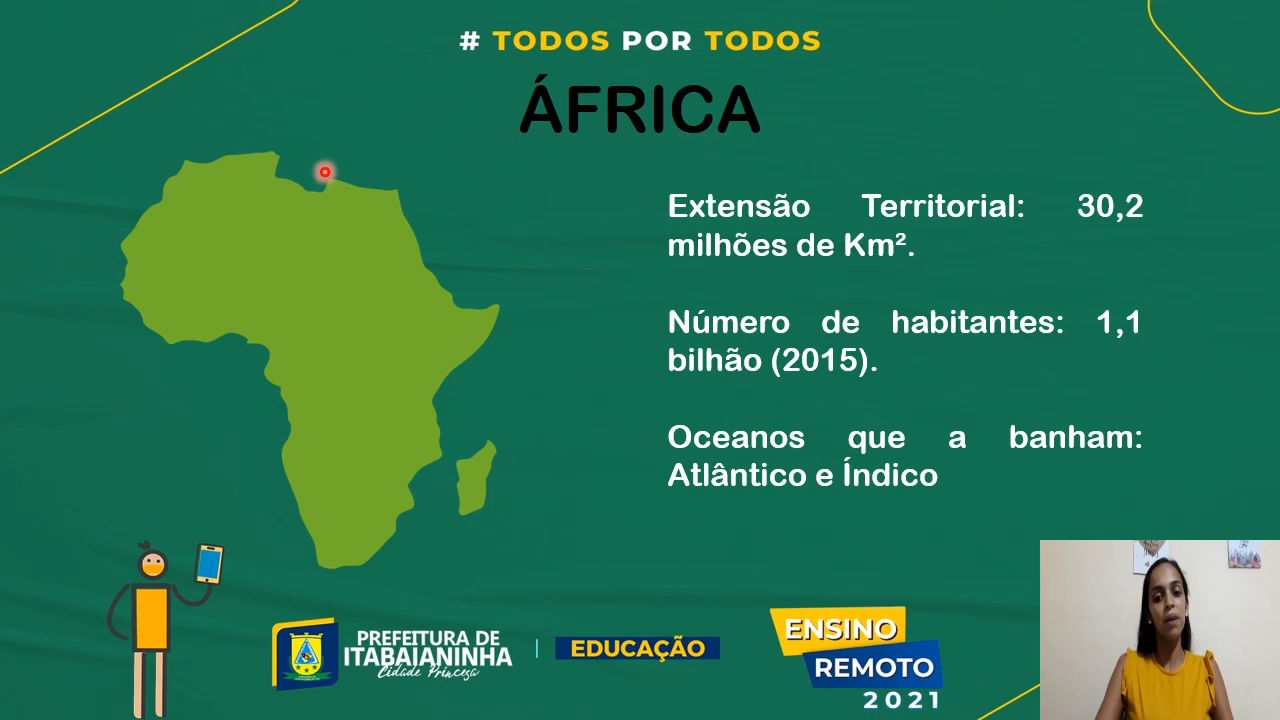 # TODOS POR TODOS
ÁFRICA
Extensão Territorial: 30,2
milhões de Km².
Número de habitantes: 1,1
bilhão (2015).
Oceanos que a banham:
Atlântico e Índico
PREFEITURA DE
ITABAIANINHA
Cidade Princesa
EDUCAÇÃO
ENSINO
REMOTO
2021